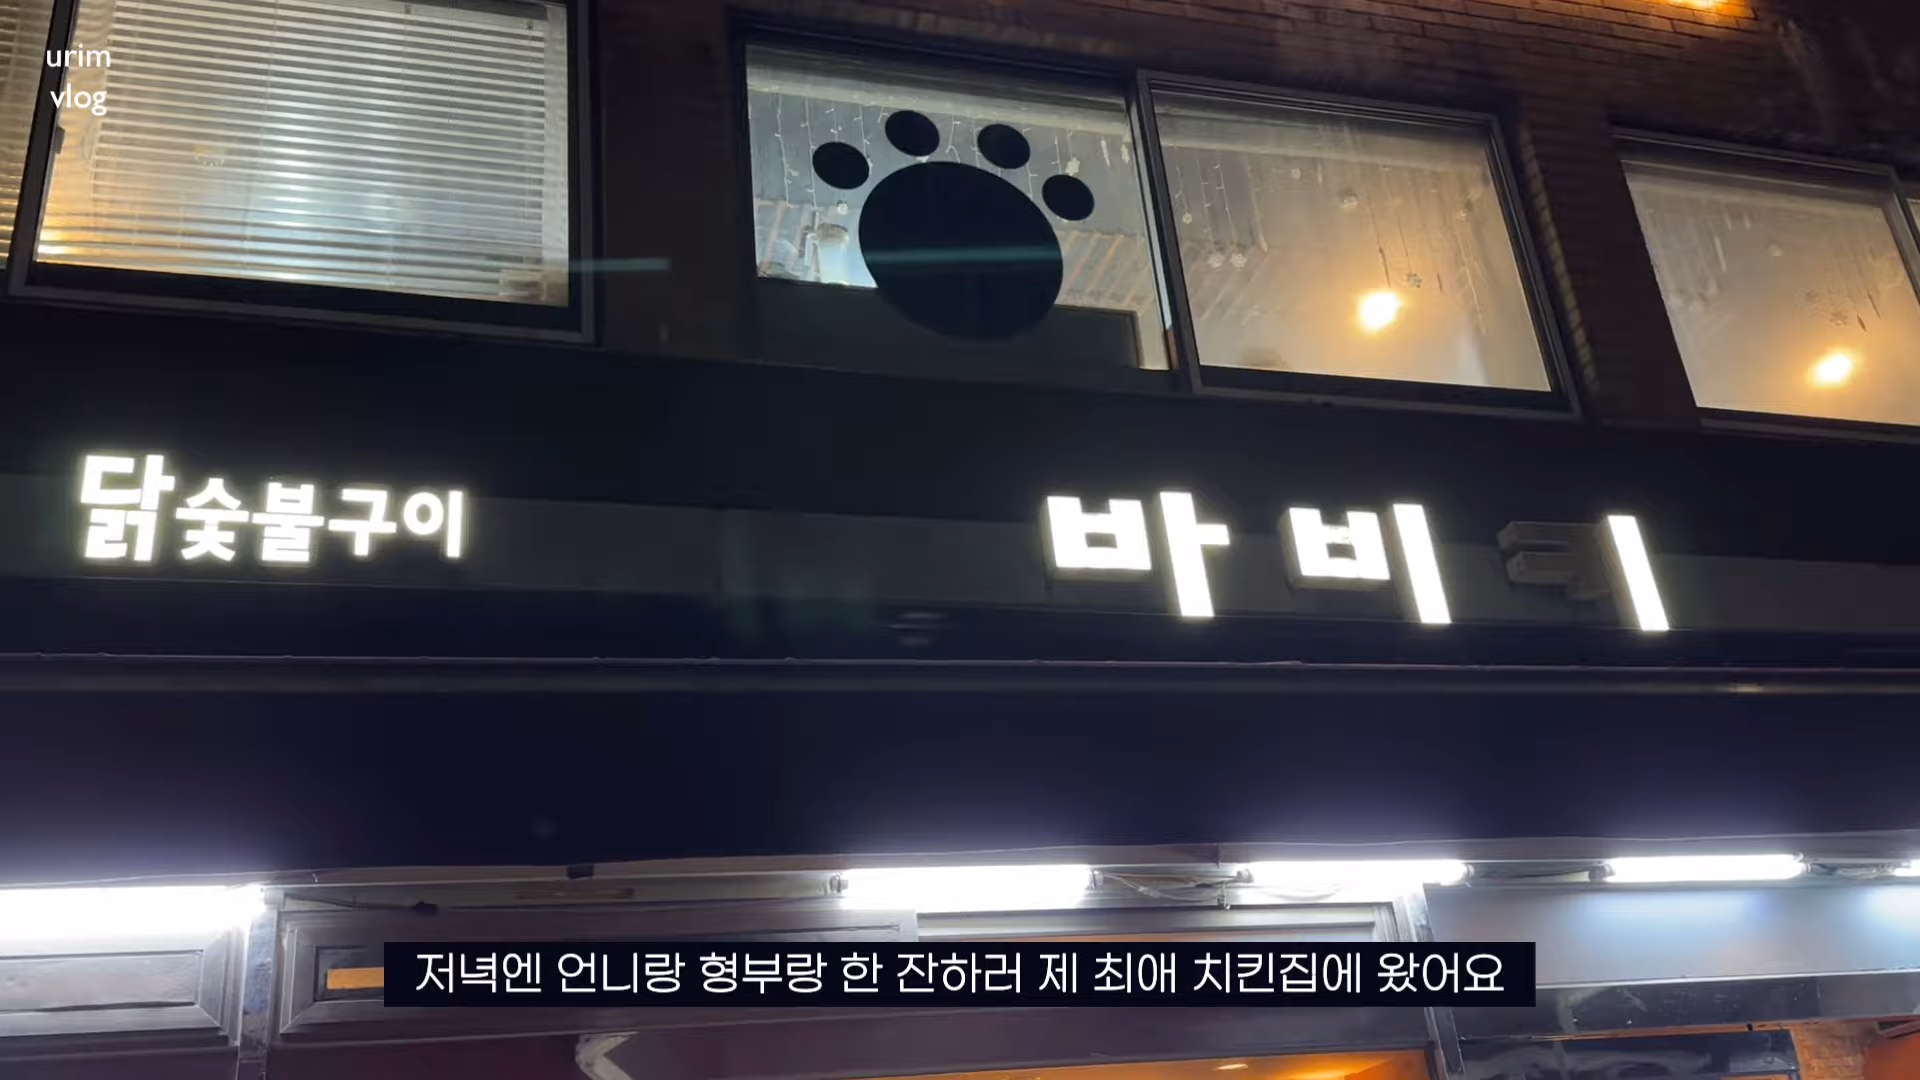 urim
vlog
닭숯불구이
바비키
저녁엔 언니랑 형부랑 한 잔하러 제 최애 치킨집에 왔어요